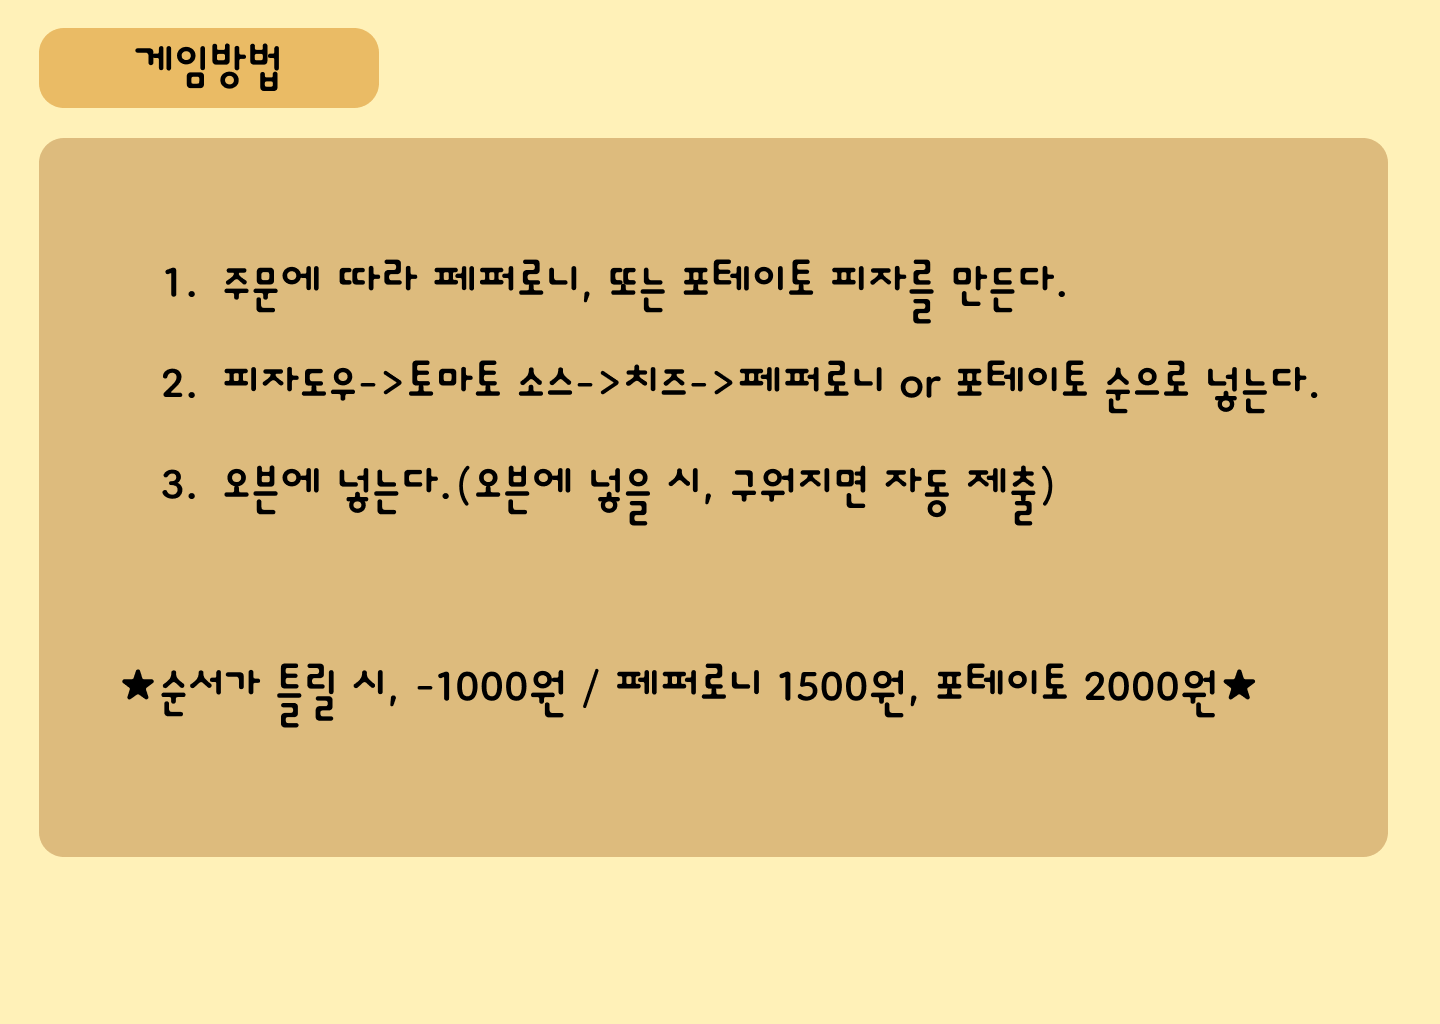 게임방법
1. 주문에 따라 페퍼로니, 또는 포테이토 피자를 만든다.
2. 피자도우->토마토 소스->치즈->페퍼로니 or 포테이토 순으로 넣는다.
3. 오븐에 넣는다.(오븐에 넣을 시, 구워지면 자동 제출)
★순서가 틀릴 시, -1000원 / 페퍼로니 1500원, 포테이토 2000원★